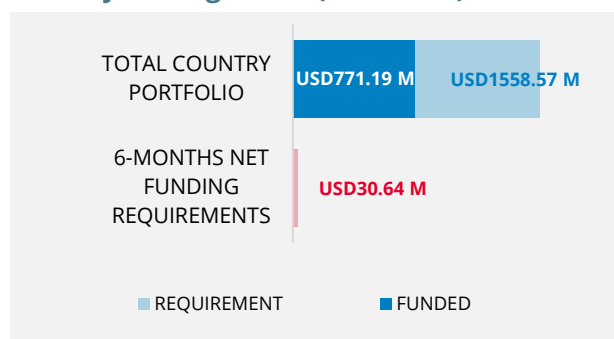 TOTAL COUNTRY
PORTFOLIO
USD771.19 M
USD1558.57 M
6-MONTHS NET
FUNDING
REQUIREMENTS
USD30.64 M
REQUIREMENT
FUNDED